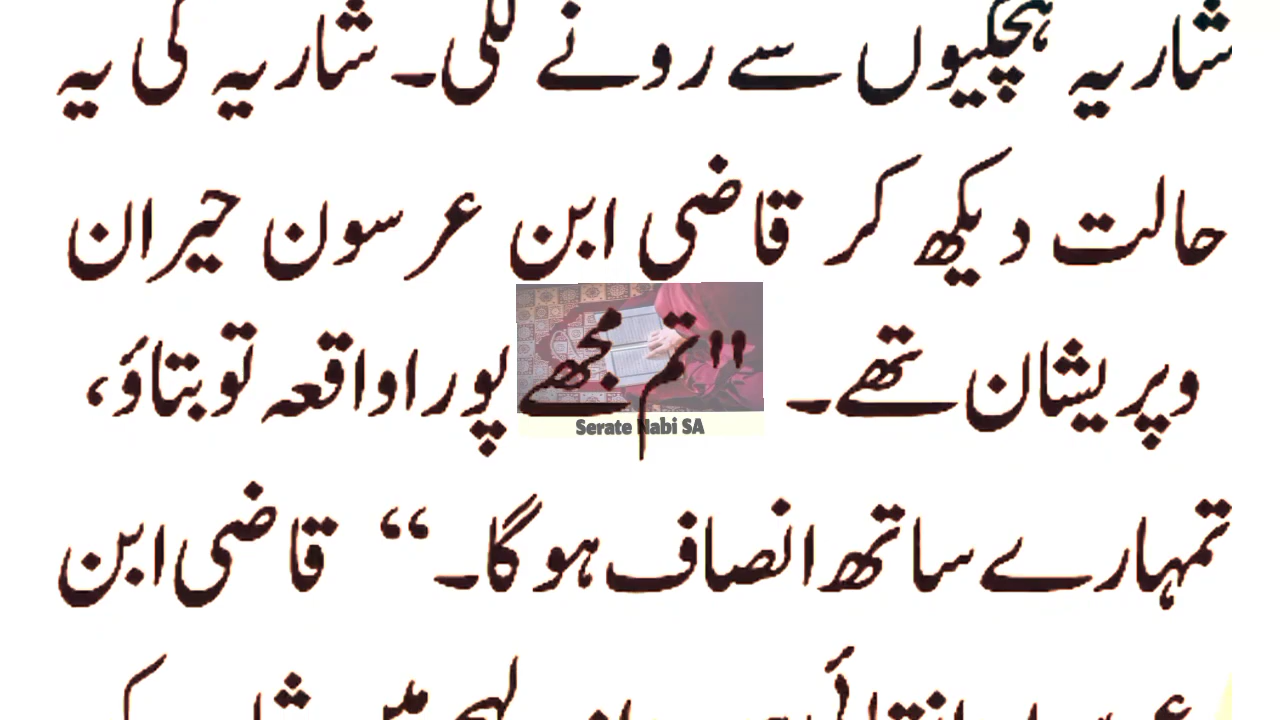 شاریہ ہچکیوں سے رونے لگی۔ شاریہ کی یہ
حالت دیکھ کر قاضی ابن عرسون حیران
وپریشان تھے۔ "تم مجھے پورا واقعہ تو بتاؤ،
Serate Nabi SA
تمہارے ساتھ انصاف ہوگا۔“ قاضی ابن